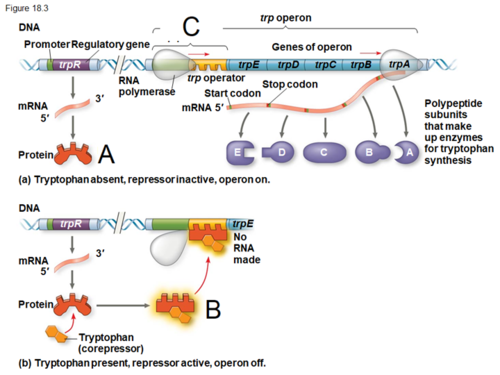 Figure 18.3
C
trp operon
DNA
Promoter Regulatory gene
Genes of operon
trpR
trpE
trpD
trpC
trpB
trpA
RNA
polymerase
trp operator
Start codon
Stop codon
mRNA
5′
3′
mRNA 5′
Polypeptide
subunits
that make
up enzymes
for tryptophan
synthesis
Protein
A
E
D
C
B
A
(a) Tryptophan absent, repressor inactive, operon on.
DNA
trpR
trpE
No
RNA
made
mRNA
5′
3′
Protein
B
Tryptophan
(corepressor)
(b) Tryptophan present, repressor active, operon off.